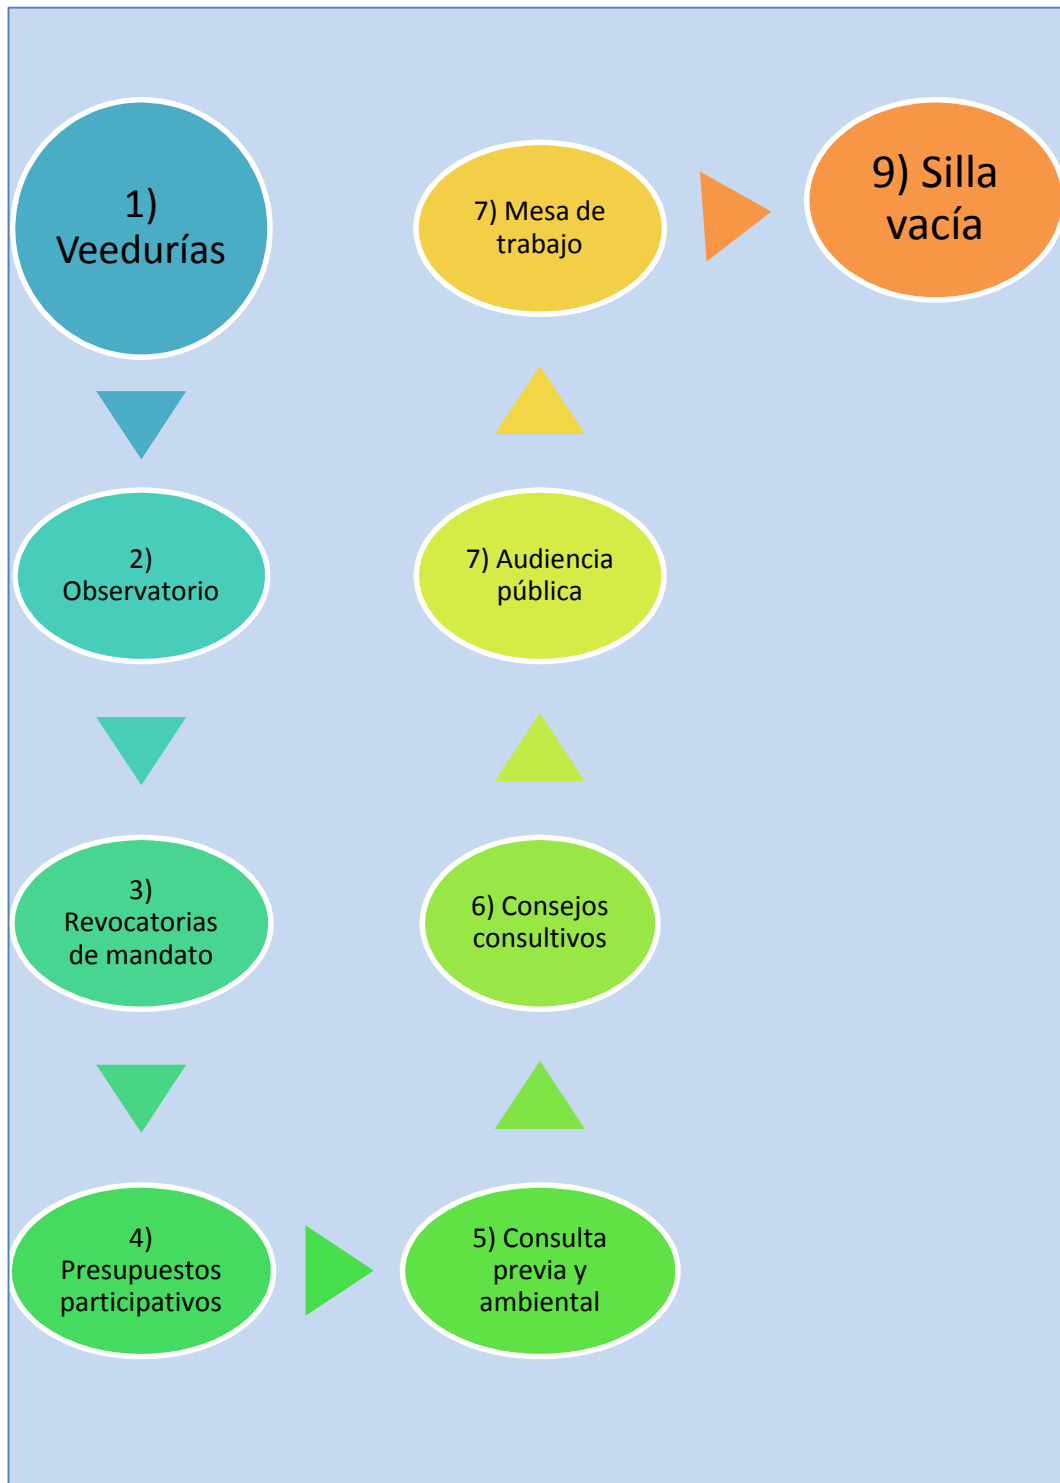 1)
Veedurías
2)
Observatorio
3)
Revocatorias
de mandato
4)
Presupuestos
participativos
5) Consulta
previa y
ambiental
6) Consejos
consultivos
7) Audiencia
pública
7) Mesa de
trabajo
9) Silla
vacía